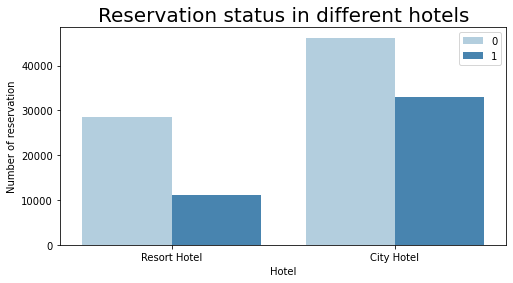 Reservation status in different hotels
0
1
Number of reservation
40000
30000
20000
10000
0
Resort Hotel
City Hotel
Hotel